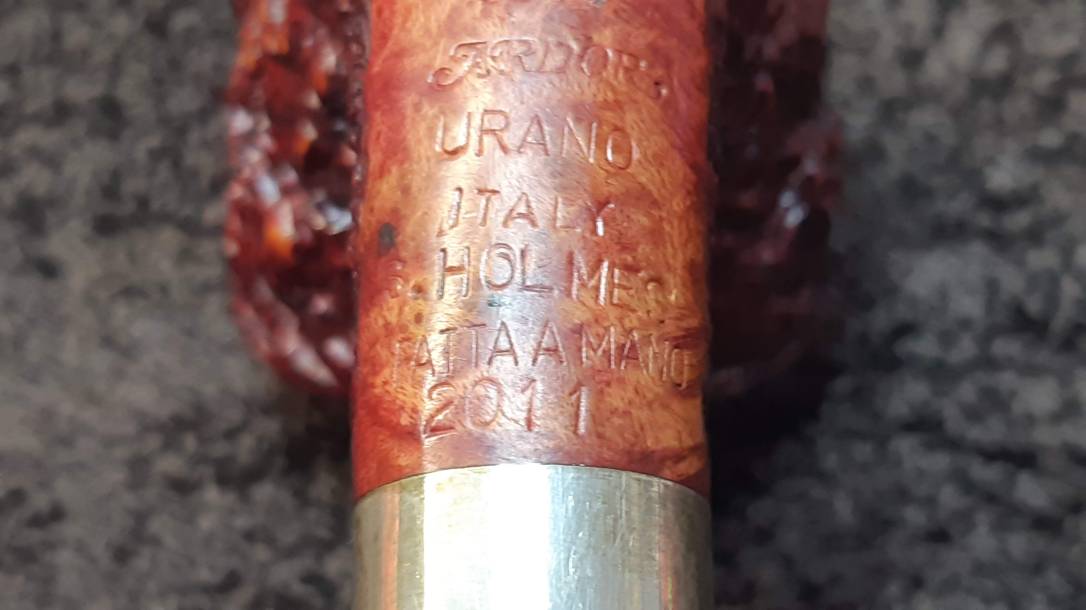 ARDOR
URANO
ITALY
S. HOLMES
FATTA A MANO
2011